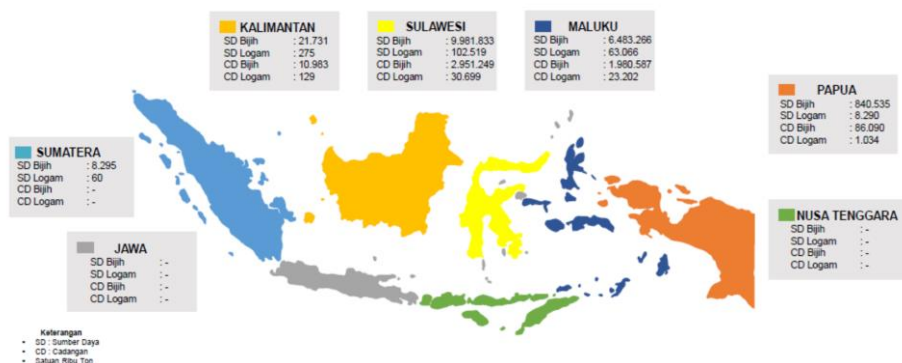 KALIMANTAN
SD Bijih : 21.731
SD Logam : 275
CD Bijih : 10.983
CD Logam : 129
SULAWESI
SD Bijih : 9.981.833
SD Logam : 102.519
CD Bijih : 2.951.249
CD Logam : 30.699
MALUKU
SD Bijih : 6.483.266
SD Logam : 63.066
CD Bijih : 1.980.587
CD Logam : 23.202
PAPUA
SD Bijih : 840.535
SD Logam : 8.290
CD Bijih : 86.090
CD Logam : 1.034
SUMATERA
SD Bijih : 8.295
SD Logam : 60
CD Bijih : -
CD Logam : -
NUSA TENGGARA
SD Bijih : -
SD Logam : -
CD Bijih : -
CD Logam : -
JAWA
SD Bijih : -
SD Logam : -
CD Bijih : -
CD Logam : -
Keterangan
• SD : Sumber Daya
• CD : Cadangan
• Satuan Ribu Ton